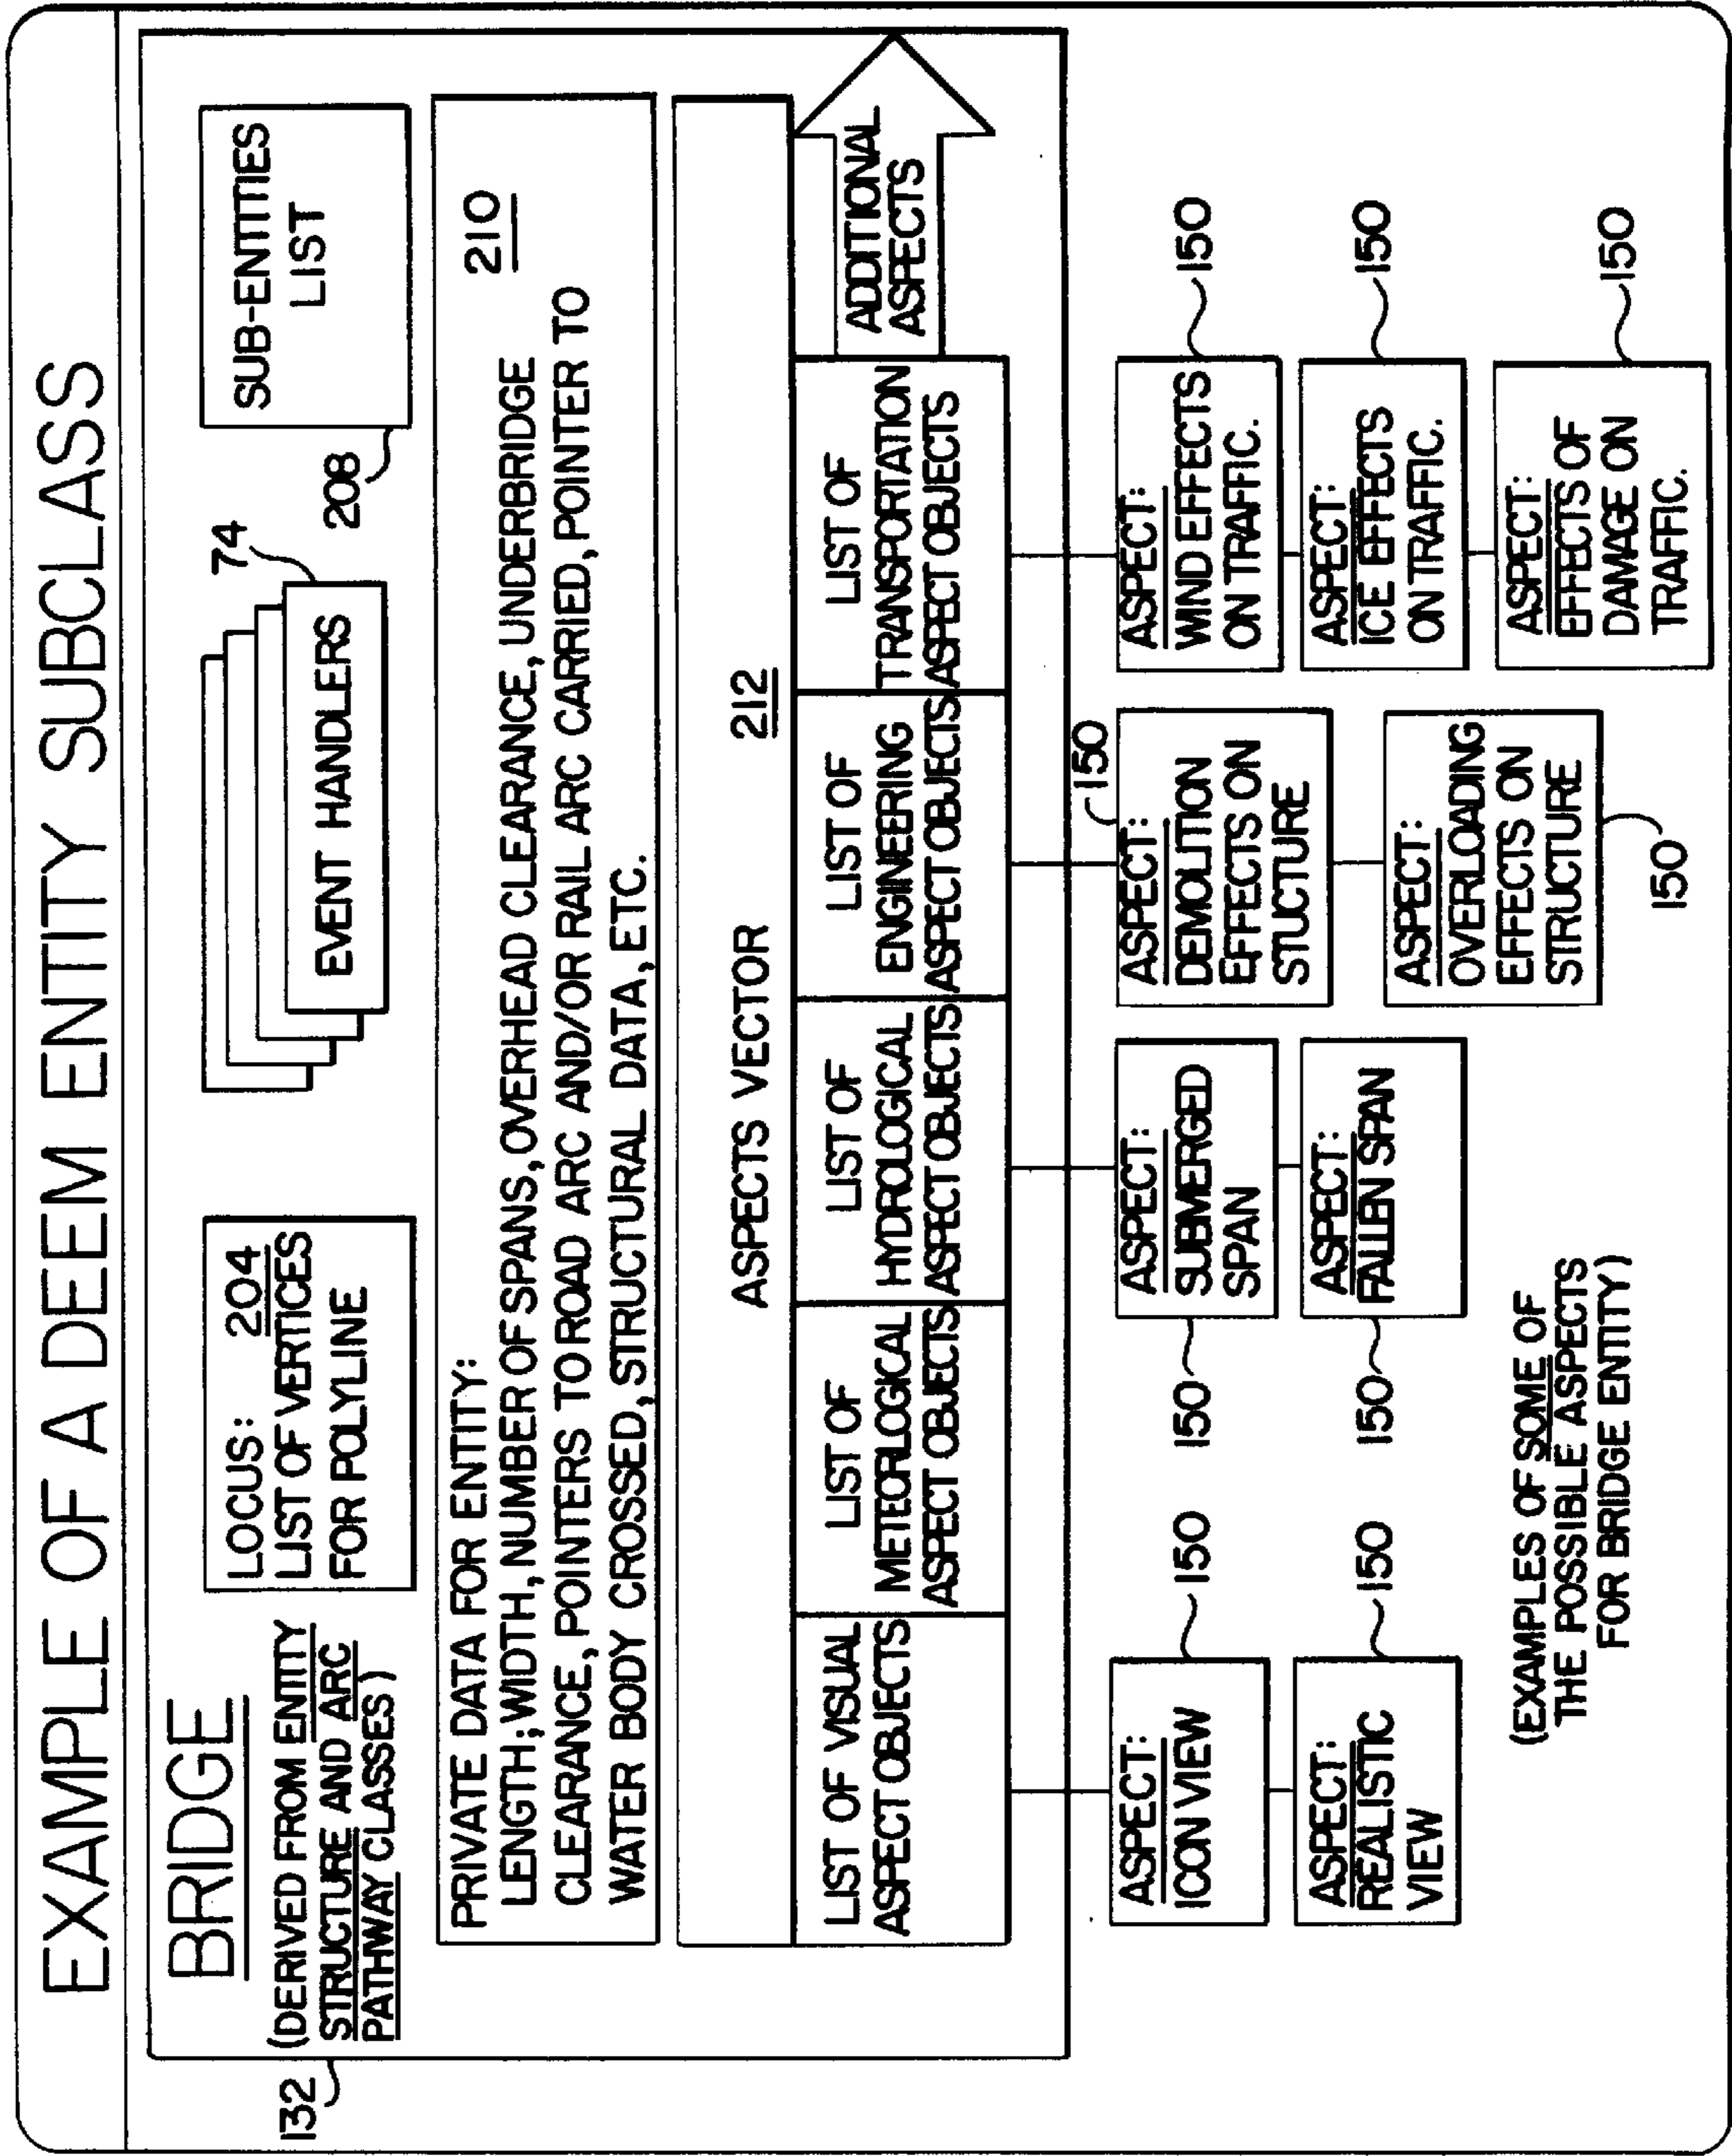 EXAMPLE OF A DEEM ENTITY SUBCLASS
BRIDGE
(DERIVED FROM ENTITY
STRUCTURE AND ARC
PATHWAY CLASSES)
132
LOCUS: 204
LIST OF VERTICES
FOR POLYLINE
EVENT HANDLERS
74
SUB-ENTITIES
LIST
208
PRIVATE DATA FOR ENTITY: 210
LENGTH; WIDTH, NUMBER OF SPANS, OVERHEAD CLEARANCE, UNDERBRIDGE
CLEARANCE, POINTERS TO ROAD ARC AND/OR RAIL ARC CARRIED, POINTER TO
WATER BODY CROSSED, STRUCTURAL DATA, ETC.
ASPECTS VECTOR 212
LIST OF VISUAL
ASPECT OBJECTS
LIST OF
METEORLOGICAL
ASPECT OBJECTS
LIST OF
HYDROLOGICAL
ASPECT OBJECTS
LIST OF
ENGINEERING
ASPECT OBJECTS
LIST OF
TRANSPORTATION
ASPECT OBJECTS
ADDITIONAL
ASPECTS
ASPECT:
ICON VIEW
150
ASPECT:
REALISTIC
VIEW
150
ASPECT:
SUBMERGED
SPAN
150
ASPECT:
FALLEN SPAN
150
ASPECT:
DEMOLITION
EFFECTS ON
STUCTURE
150
ASPECT:
OVERLOADING
EFFECTS ON
STRUCTURE
150
ASPECT:
WIND EFFECTS
ON TRAFFIC.
150
ASPECT:
ICE EFFECTS
ON TRAFFIC.
150
ASPECT:
EFFECTS OF
DAMAGE ON
TRAFFIC.
150
(EXAMPLES OF SOME OF
THE POSSIBLE ASPECTS
FOR BRIDGE ENTITY)